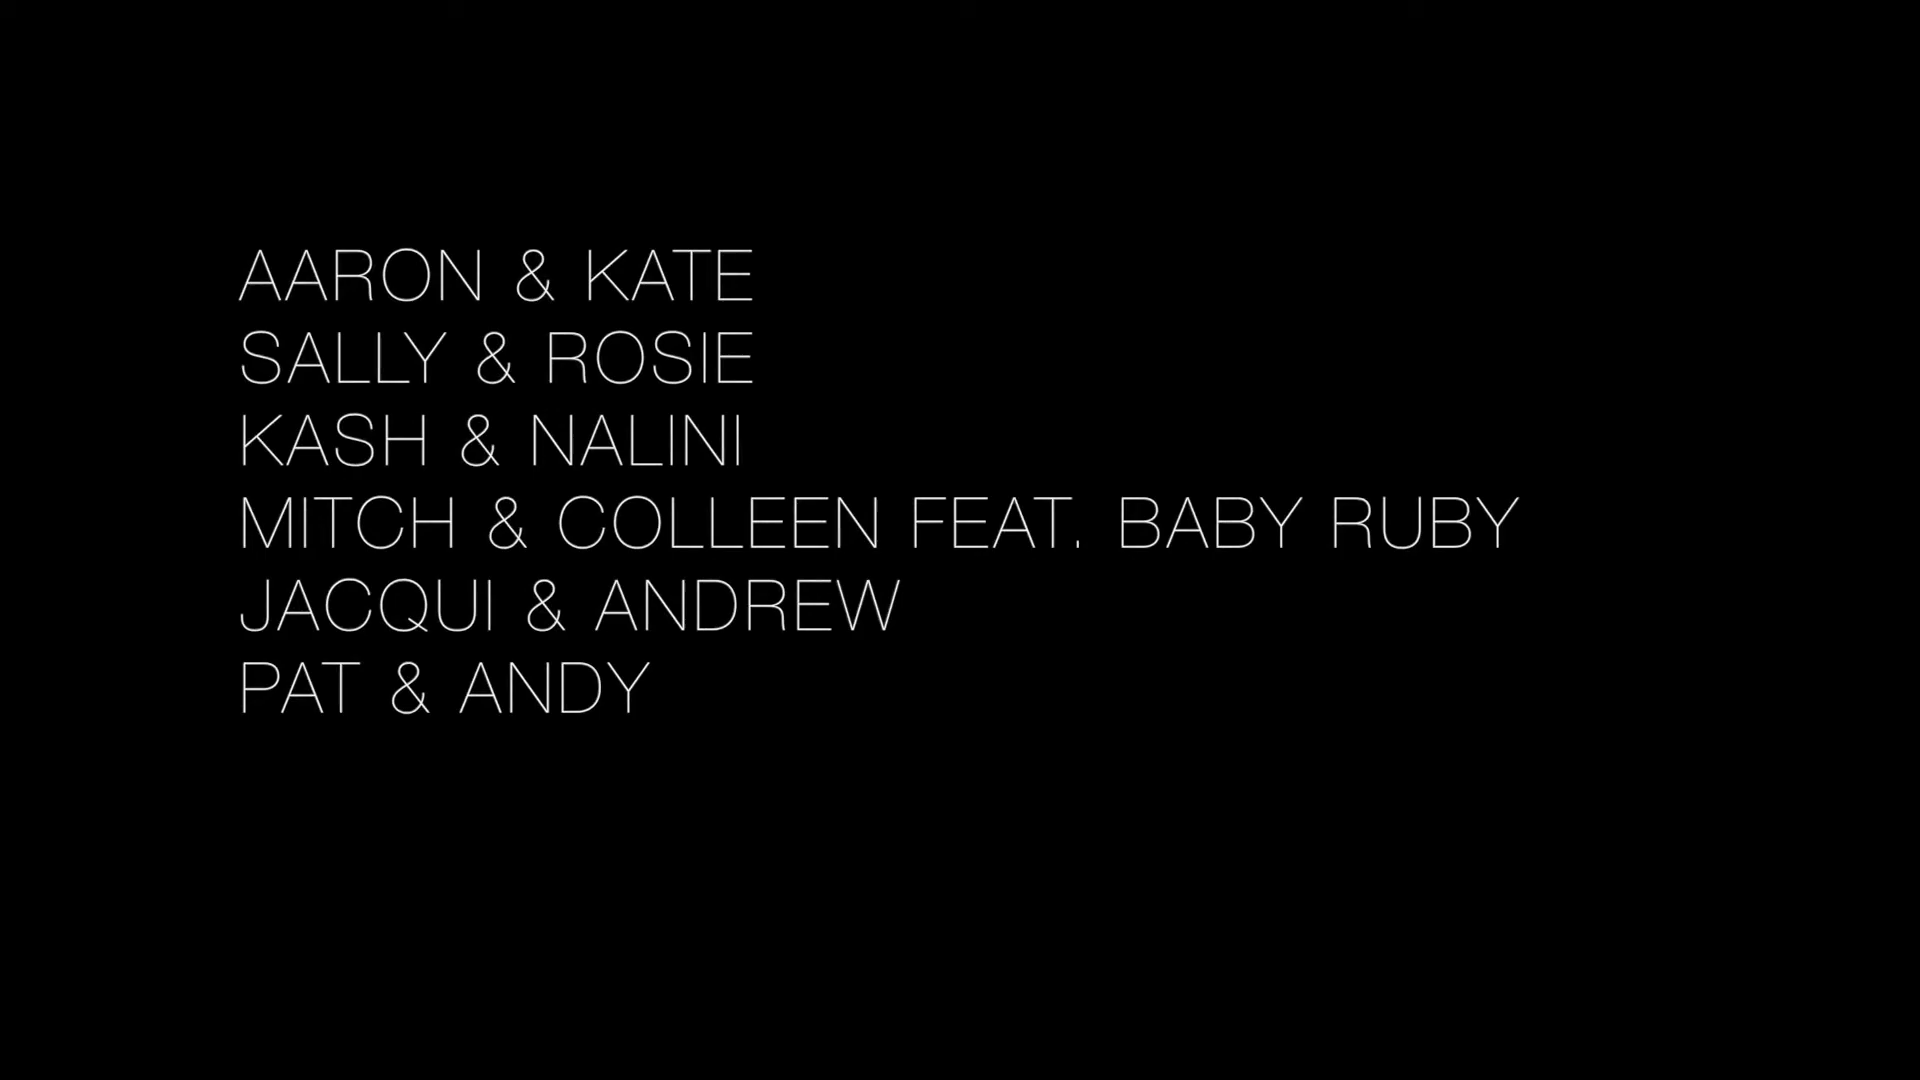 AARON & KATE
SALLY & ROSIE
KASH & NALINI
MITCH & COLLEEN FEAT. BABY RUBY
JACQUI & ANDREW
PAT & ANDY